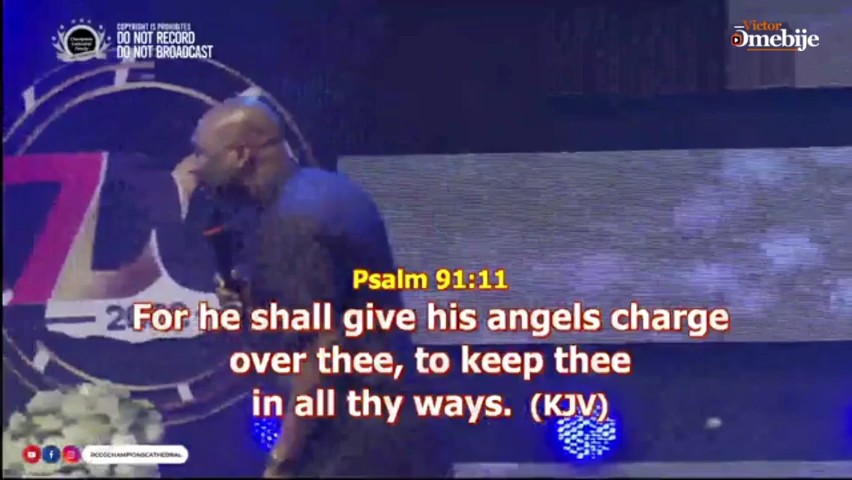 COPYRIGHT IS PROHIBITED
DO NOT RECORD
DO NOT BROADCAST
Victor
Omebije
Psalm 91:11
For he shall give his angels charge
over thee, to keep thee
in all thy ways. (KJV)
RCCGCHAMPIONSCATHEDRAL